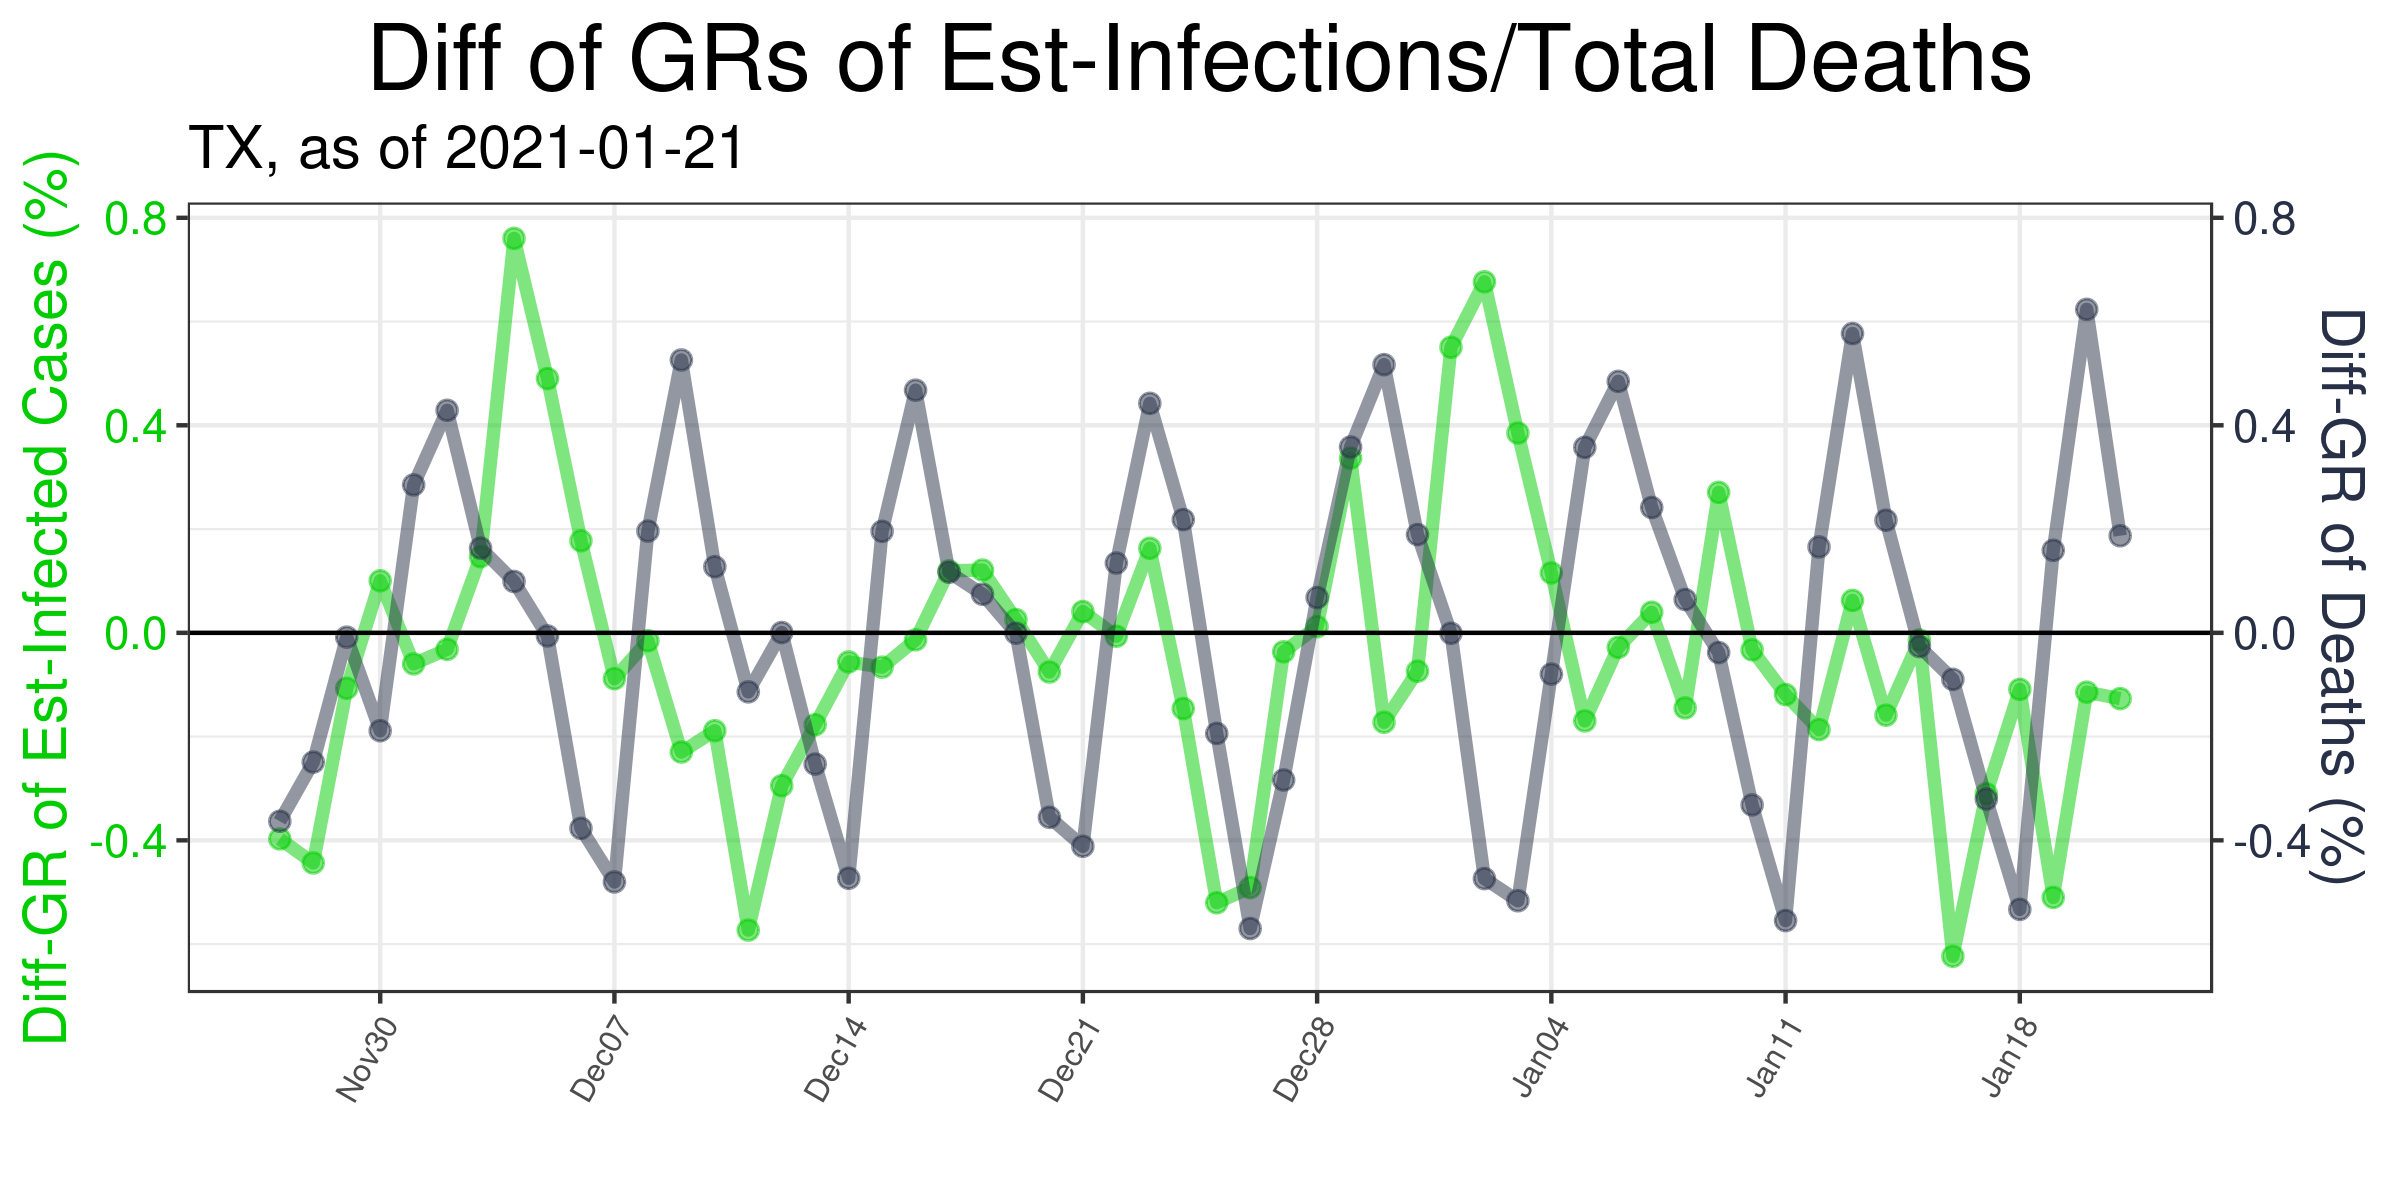 Diff of GRs of Est-Infections/Total Deaths
TX, as of 2021-01-21
Diff-GR of Est-Infected Cases (%)
0.8
0.4
0.0
-0.4
0.8
0.4
0.0
-0.4
Diff-GR of Deaths (%)
Nov30
Dec07
Dec14
Dec21
Dec28
Jan04
Jan11
Jan18